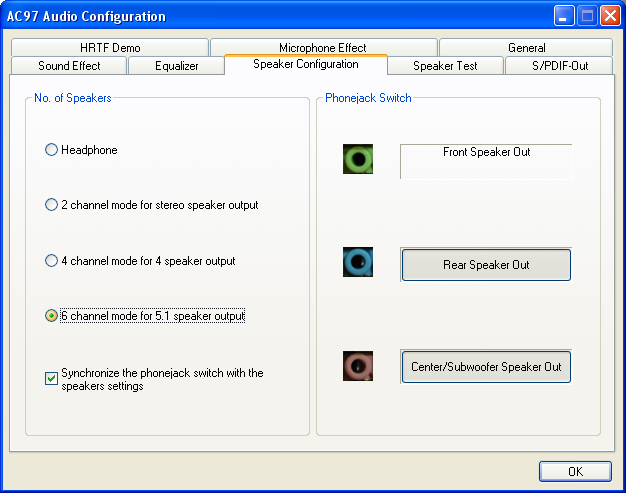 AC97 Audio Configuration
HRTF Demo
Microphone Effect
General
Sound Effect
Equalizer
Speaker Configuration
Speaker Test
S/PDIF-Out
No. of Speakers
Headphone
2 channel mode for stereo speaker output
4 channel mode for 4 speaker output
6 channel mode for 5.1 speaker output
Synchronize the phonejack switch with the
speakers settings
Phonejack Switch
Front Speaker Out
Rear Speaker Out
Center/Subwoofer Speaker Out
OK